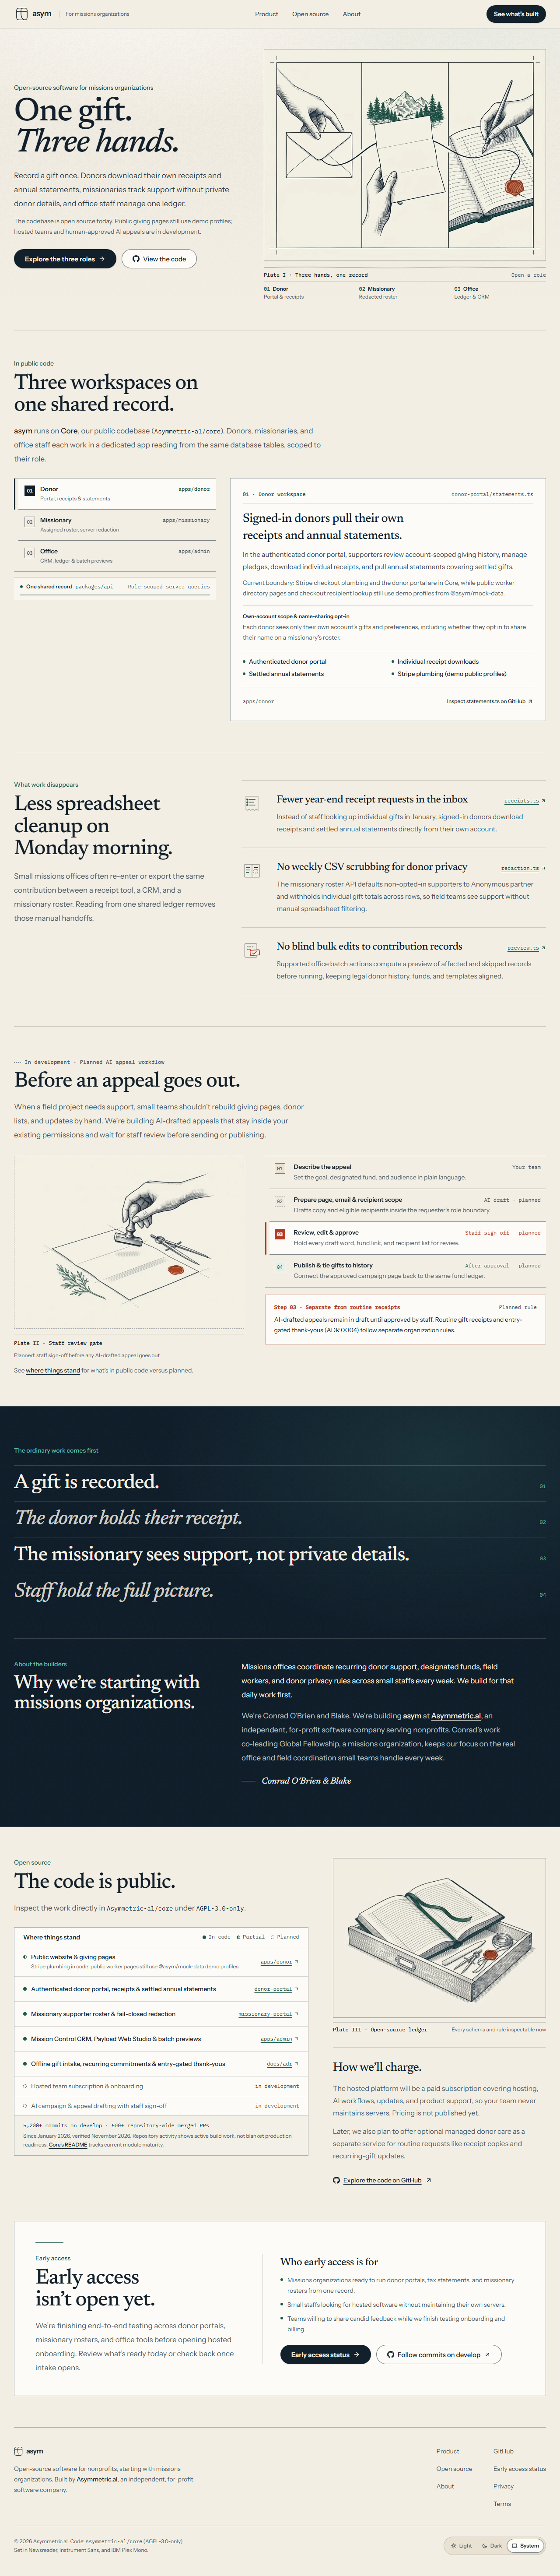 asym
For missions organizations
Product
Open source
About
See what's built
Open-source software for missions organizations
One gift.
Three hands.
Record a gift once. Donors download their own receipts and
annual statements, missionaries track support without private
donor details, and office staff manage one ledger.
The codebase is open source today. Public giving pages still use demo profiles;
hosted teams and human-approved AI appeals are in development.
Explore the three roles →
View the code
Plate I · Three hands, one record
Open a role
01 Donor
Portal & receipts
02 Missionary
Redacted roster
03 Office
Ledger & CRM
In public code
Three workspaces on
one shared record.
asym runs on Core, our public codebase (Asymmetric-al/core). Donors, missionaries, and
office staff each work in a dedicated app reading from the same database tables, scoped to
their role.
01 Donor apps/donor
Portal, receipts & statements
02 Missionary apps/missionary
Assigned roster, server redaction
03 Office apps/admin
CRM, ledger & batch previews
One shared record packages/api Role-scoped server queries
01 · Donor workspace donor-portal/statements.ts
Signed-in donors pull their own
receipts and annual statements.
In the authenticated donor portal, supporters review account-scoped giving history, manage
pledges, download individual receipts, and pull annual statements covering settled gifts.
Current boundary: Stripe checkout plumbing and the donor portal are in Core, while public worker
directory pages and checkout recipient lookup still use demo profiles from @asym/mock-data.
Own-account scope & name-sharing opt-in
Each donor sees only their own account's gifts and preferences, including whether they opt in to share
their name on a missionary's roster.
Authenticated donor portal
Individual receipt downloads
Settled annual statements
Stripe plumbing (demo public profiles)
apps/donor
Inspect statements.ts on GitHub ↗
What work disappears
Less spreadsheet
cleanup on
Monday morning.
Small missions offices often re-enter or export the same
contribution between a receipt tool, a CRM, and a
missionary roster. Reading from one shared ledger removes
those manual handoffs.
Fewer year-end receipt requests in the inbox receipts.ts ↗
Instead of staff looking up individual gifts in January, signed-in donors download
receipts and settled annual statements directly from their own account.
No weekly CSV scrubbing for donor privacy redaction.ts ↗
The missionary roster API defaults non-opted-in supporters to Anonymous partner
and withholds individual gift totals across rows, so field teams see support without
manual spreadsheet filtering.
No blind bulk edits to contribution records preview.ts ↗
Supported office batch actions compute a preview of affected and skipped records
before running, keeping legal donor history, funds, and templates aligned.
In development · Planned AI appeal workflow
Before an appeal goes out.
When a field project needs support, small teams shouldn't rebuild giving pages, donor
lists, and updates by hand. We're building AI-drafted appeals that stay inside your
existing permissions and wait for staff review before sending or publishing.
Plate II · Staff review gate
Planned: staff sign-off before any AI-drafted appeal goes out.
See where things stand for what's in public code versus planned.
01 Describe the appeal Your team
Set the goal, designated fund, and audience in plain language.
02 Prepare page, email & recipient scope AI draft · planned
Drafts copy and eligible recipients inside the requester's role boundary.
03 Review, edit & approve Staff sign-off · planned
Hold every draft word, fund link, and recipient list for review.
04 Publish & tie gifts to history After approval · planned
Connect the approved campaign page back to the same fund ledger.
Step 03 · Separate from routine receipts Planned rule
AI-drafted appeals remain in draft until approved by staff. Routine gift receipts and entry-
gated thank-yous (ADR 0004) follow separate organization rules.
The ordinary work comes first
A gift is recorded. 01
The donor holds their receipt. 02
The missionary sees support, not private details. 03
Staff hold the full picture. 04
About the builders
Why we're starting with
missions organizations.
Missions offices coordinate recurring donor support, designated funds, field
workers, and donor privacy rules across small staffs every week. We build for that
daily work first.
We're Conrad O'Brien and Blake. We're building asym at Asymmetric.al, an
independent, for-profit software company serving nonprofits. Conrad's work
co-leading Global Fellowship, a missions organization, keeps our focus on the real
office and field coordination small teams handle every week.
Conrad O'Brien & Blake
Open source
The code is public.
Inspect the work directly in Asymmetric-al/core under AGPL-3.0-only.
Where things stand In code Partial Planned
Public website & giving pages apps/donor ↗
Stripe plumbing in code; public worker pages still use @asym/mock-data demo profiles
Authenticated donor portal, receipts & settled annual statements donor-portal ↗
Missionary supporter roster & fail-closed redaction missionary-portal ↗
Mission Control CRM, Payload Web Studio & batch previews apps/admin ↗
Offline gift intake, recurring commitments & entry-gated thank-yous docs/adr ↗
Hosted team subscription & onboarding in development
AI campaign & appeal drafting with staff sign-off in development
5,200+ commits on develop · 600+ repository-wide merged PRs
Since January 2026, verified November 2026. Repository activity shows active build work, not blanket production
readiness; Core's README tracks current module maturity.
Plate III · Open-source ledger
Every schema and rule inspectable now
How we'll charge.
The hosted platform will be a paid subscription covering hosting,
AI workflows, updates, and product support, so your team never
maintains servers. Pricing is not published yet.
Later, we also plan to offer optional managed donor care as a
separate service for routine requests like receipt copies and
recurring-gift updates.
Explore the code on GitHub ↗
Early access
Early access
isn't open yet.
We're finishing end-to-end testing across donor portals,
missionary rosters, and office tools before opening hosted
onboarding. Review what's ready today or check back once
intake opens.
Who early access is for
Missions organizations ready to run donor portals, tax statements, and missionary
rosters from one record.
Small staffs looking for hosted software without maintaining their own servers.
Teams willing to share candid feedback while we finish testing onboarding and
billing.
Early access status →
Follow commits on develop ↗
asym
Open-source software for nonprofits, starting with missions
organizations. Built by Asymmetric.al, an independent, for-profit
software company.
Product
Open source
About
GitHub
Early access status
Privacy
Terms
© 2026 Asymmetric.al · Code: Asymmetric-al/core (AGPL-3.0-only)
Set in Newsreader, Instrument Sans, and IBM Plex Mono.
Light
Dark
System